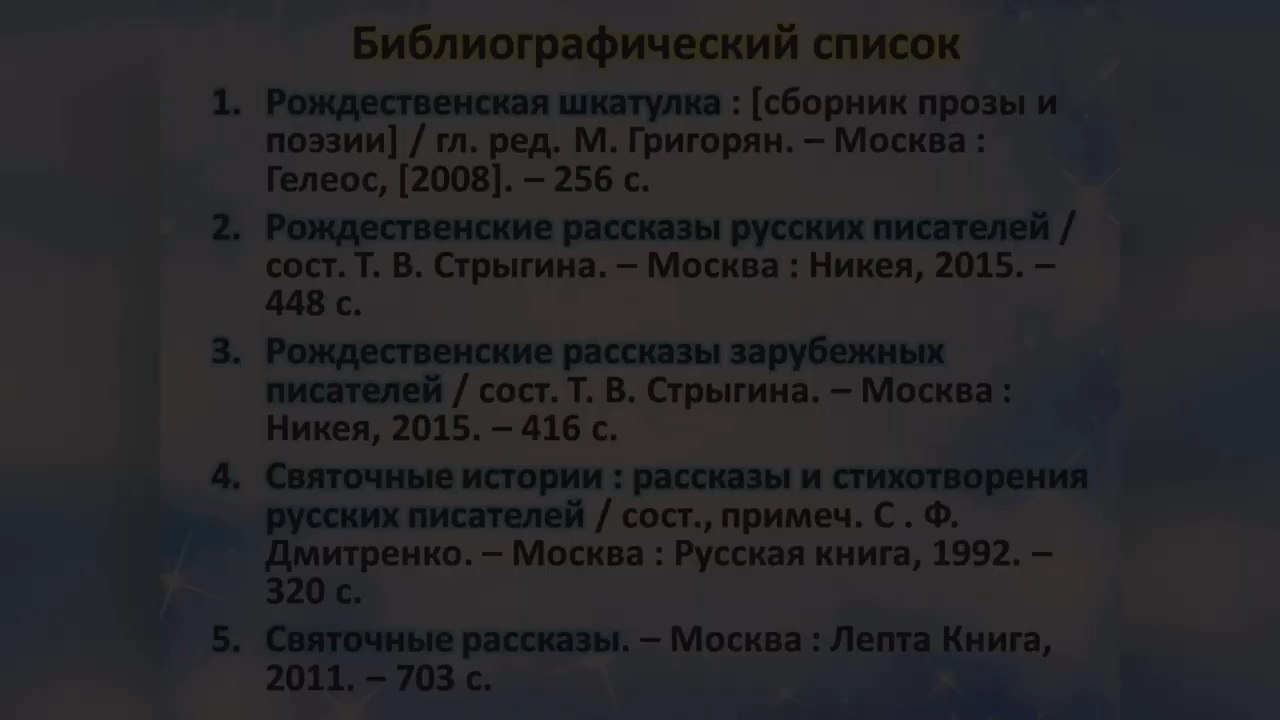 Библиографический список
1. Рождественская шкатулка : [сборник прозы и
поэзии] / гл. ред. М. Григорян. – Москва :
Гелеос, [2008]. – 256 с.
2. Рождественские рассказы русских писателей /
сост. Т. В. Стрыгина. – Москва : Никея, 2015. –
448 с.
3. Рождественские рассказы зарубежных
писателей / сост. Т. В. Стрыгина. – Москва :
Никея, 2015. – 416 с.
4. Святочные истории : рассказы и стихотворения
русских писателей / сост., примеч. С . Ф.
Дмитренко. – Москва : Русская книга, 1992. –
320 с.
5. Святочные рассказы. – Москва : Лепта Книга,
2011. – 703 с.